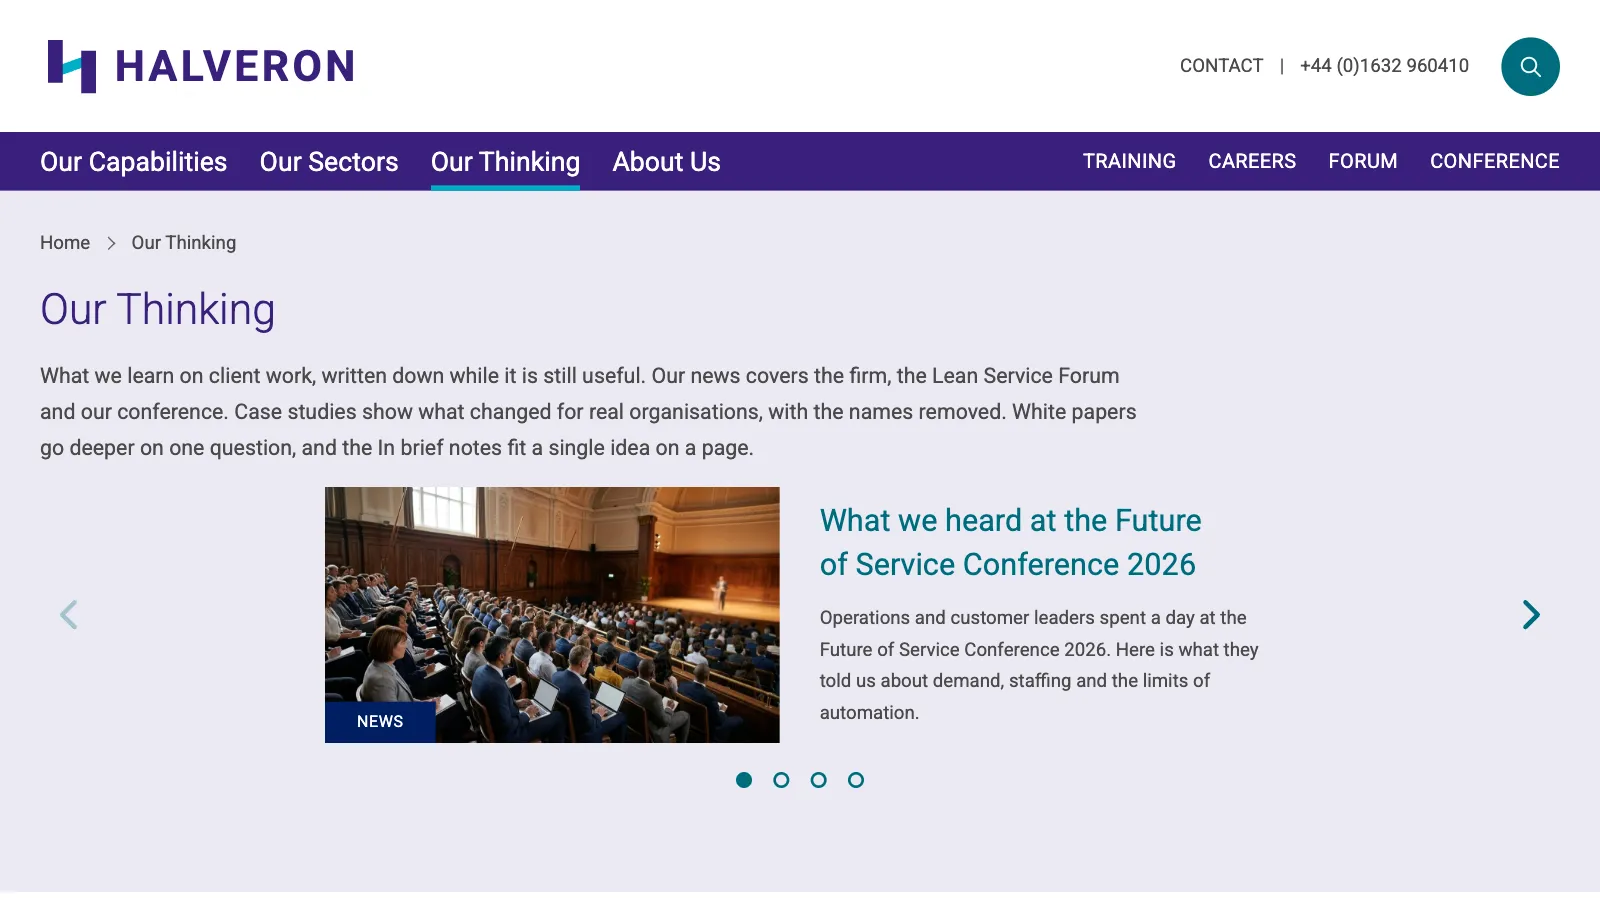 HALVERON
CONTACT | +44 (0)1632 960410
Our Capabilities Our Sectors Our Thinking About Us
TRAINING CAREERS FORUM CONFERENCE
Home > Our Thinking
Our Thinking
What we learn on client work, written down while it is still useful. Our news covers the firm, the Lean Service Forum
and our conference. Case studies show what changed for real organisations, with the names removed. White papers
go deeper on one question, and the In brief notes fit a single idea on a page.
NEWS
What we heard at the Future
of Service Conference 2026
Operations and customer leaders spent a day at the
Future of Service Conference 2026. Here is what they
told us about demand, staffing and the limits of
automation.